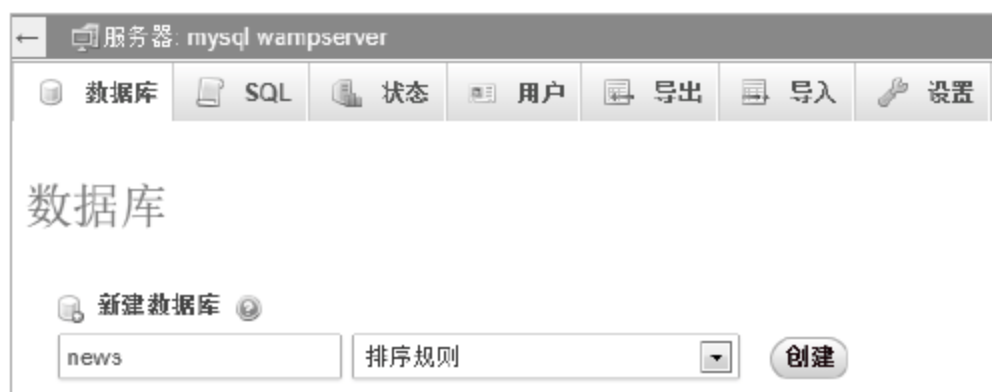 ← 服务器: mysql wampserver
数据库 SQL 状态 用户 导出 导入 设置
数据库
新建数据库
news 排序规则 创建